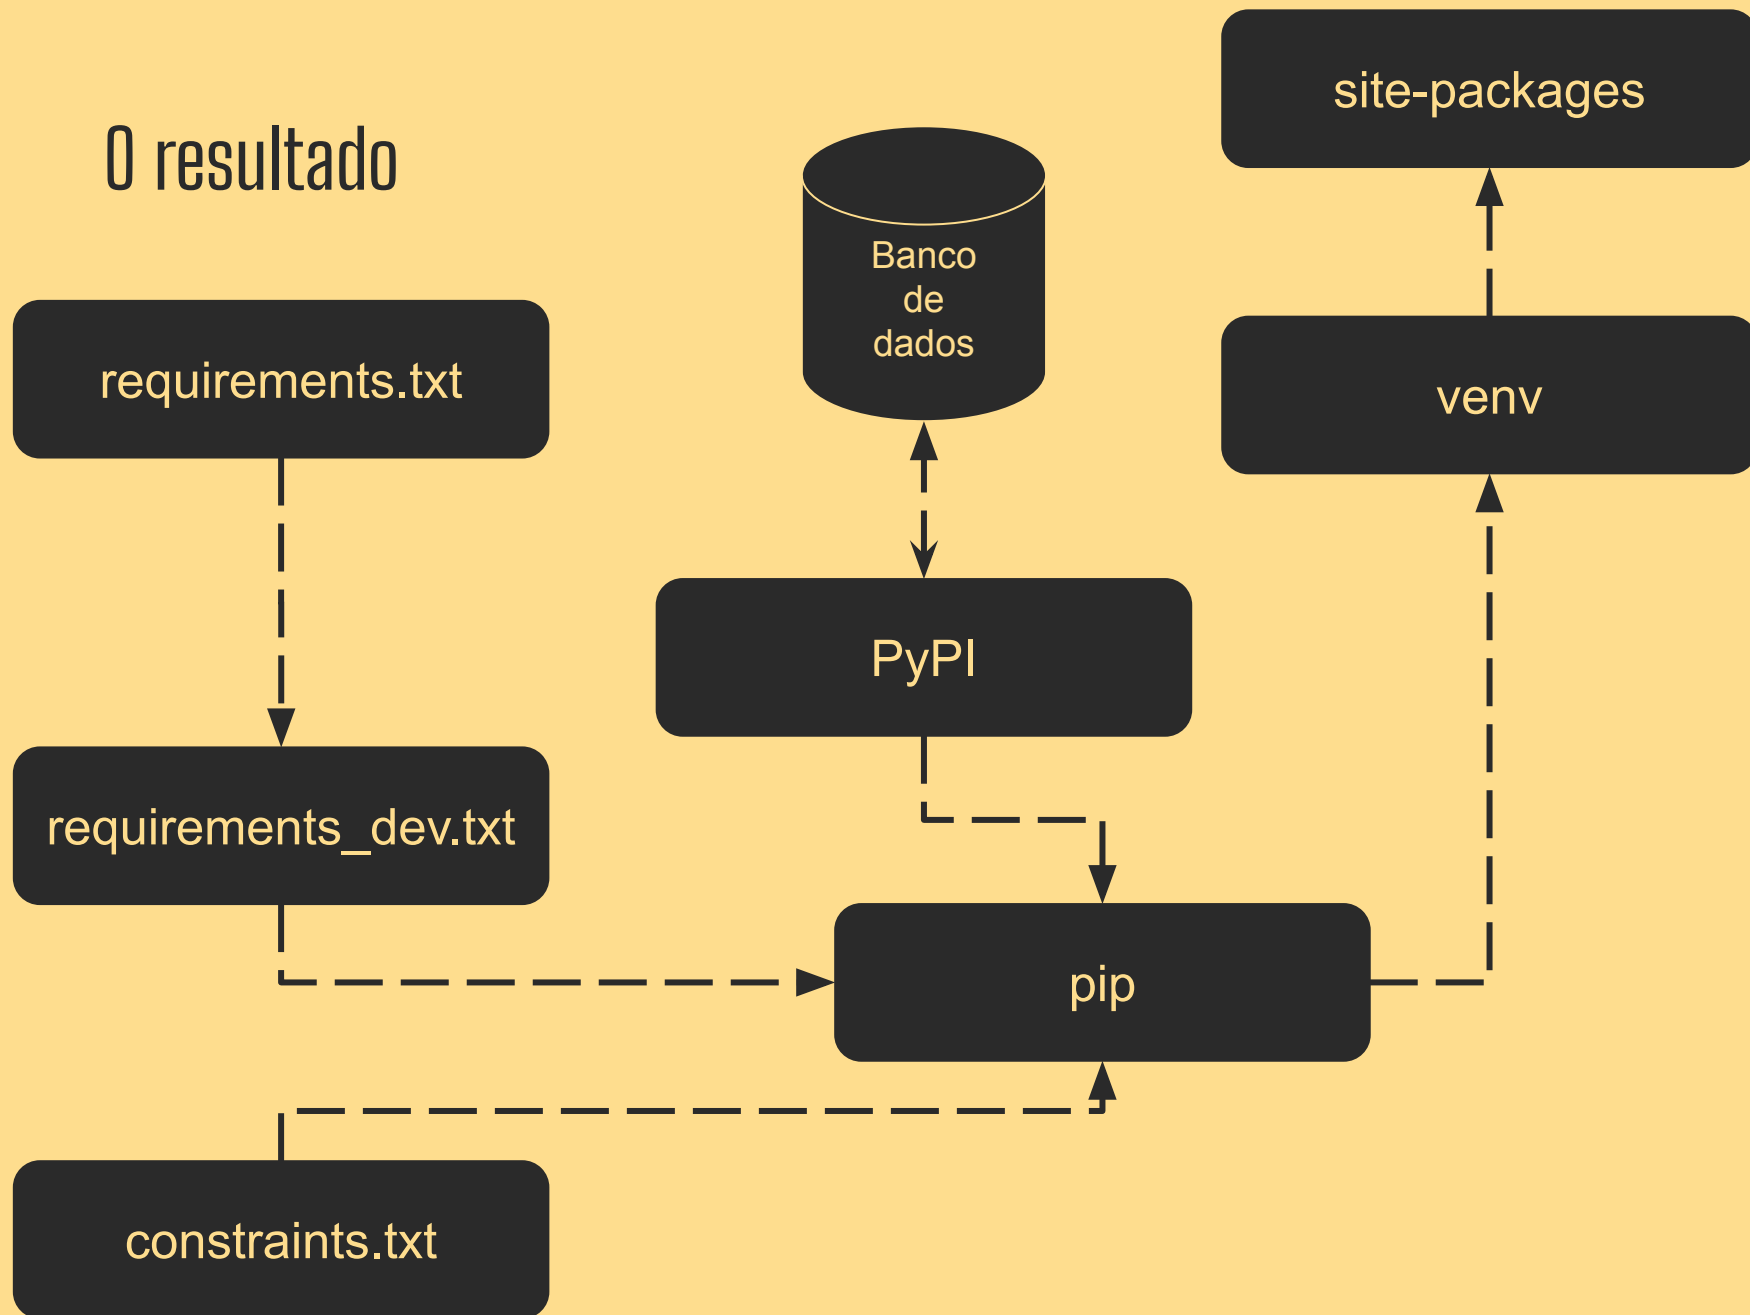 O resultado
site-packages
Banco
de
dados
requirements.txt
venv
PyPI
requirements_dev.txt
pip
constraints.txt